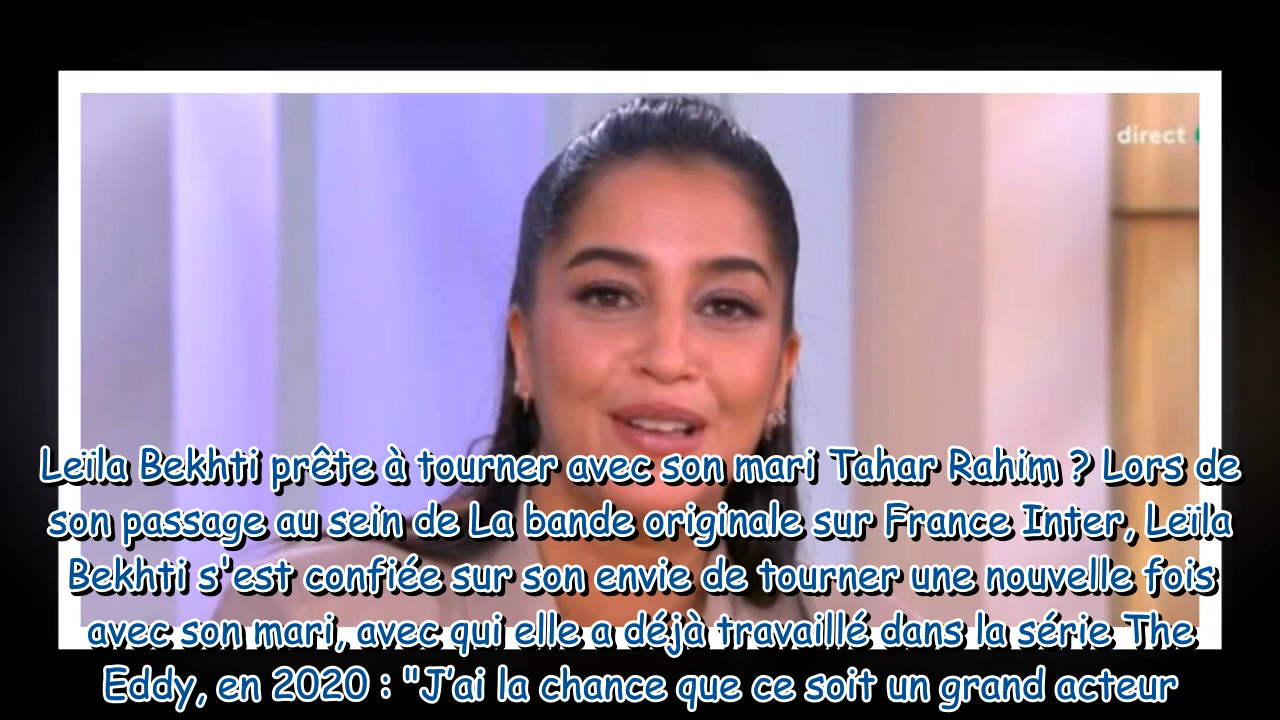 direct
Leïla Bekhti prête à tourner avec son mari Tahar Rahim ? Lors de
son passage au sein de La bande originale sur France Inter, Leïla
Bekhti s'est confiée sur son envie de tourner une nouvelle fois
avec son mari, avec qui elle a déjà travaillé dans la série The
Eddy, en 2020 : "J’ai la chance que ce soit un grand acteur